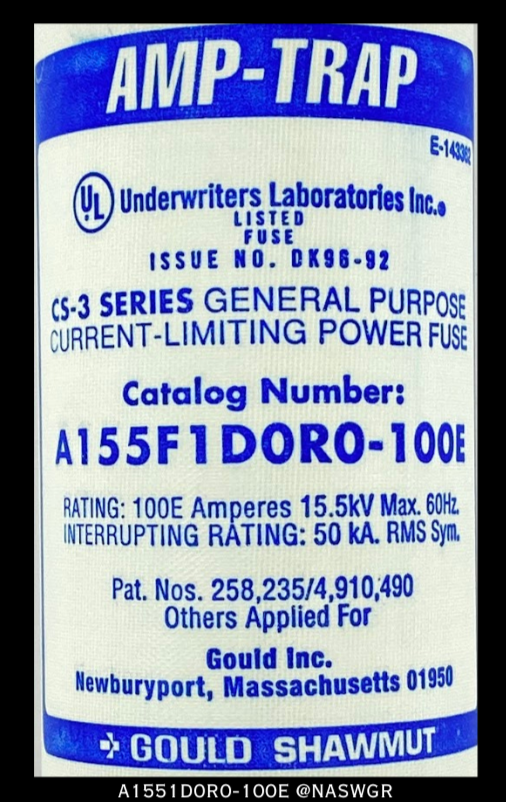 AMP-TRAP
E-143362
UL Underwriters Laboratories Inc.®
LISTED
FUSE
ISSUE NO. DK96-92
CS-3 SERIES GENERAL PURPOSE
CURRENT-LIMITING POWER FUSE
Catalog Number:
A155F1DORO-100E
RATING: 100E Amperes 15.5kV Max. 60Hz.
INTERRUPTING RATING: 50 kA. RMS Sym.
Pat. Nos. 258,235/4,910,490
Others Applied For
Gould Inc.
Newburyport, Massachusetts 01950
GOULD SHAWMUT
A1551DORO-100E @NASWGR